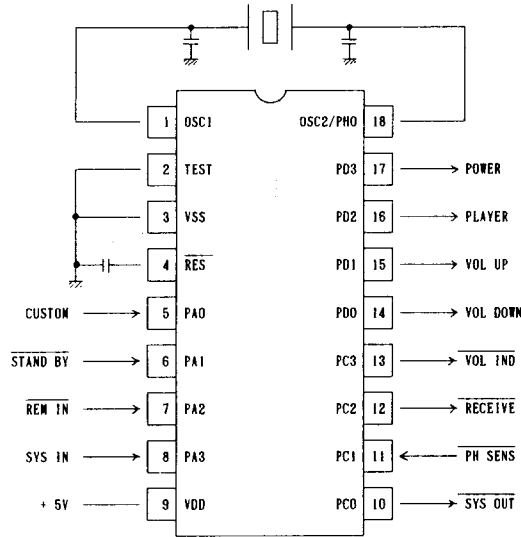 1 OSC1 OSC2/PHO 18
2 TEST PD3 17 POWER
3 VSS PD2 16 PLAYER
4 RES PD1 15 VOL UP
CUSTOM 5 PA0 PD0 14 VOL DOWN
STAND BY 6 PA1 PC3 13 VOL IND
REM IN 7 PA2 PC2 12 RECEIVE
SYS IN 8 PA3 PC1 11 PH SENS
+ 5V 9 VDD PC0 10 SYS OUT